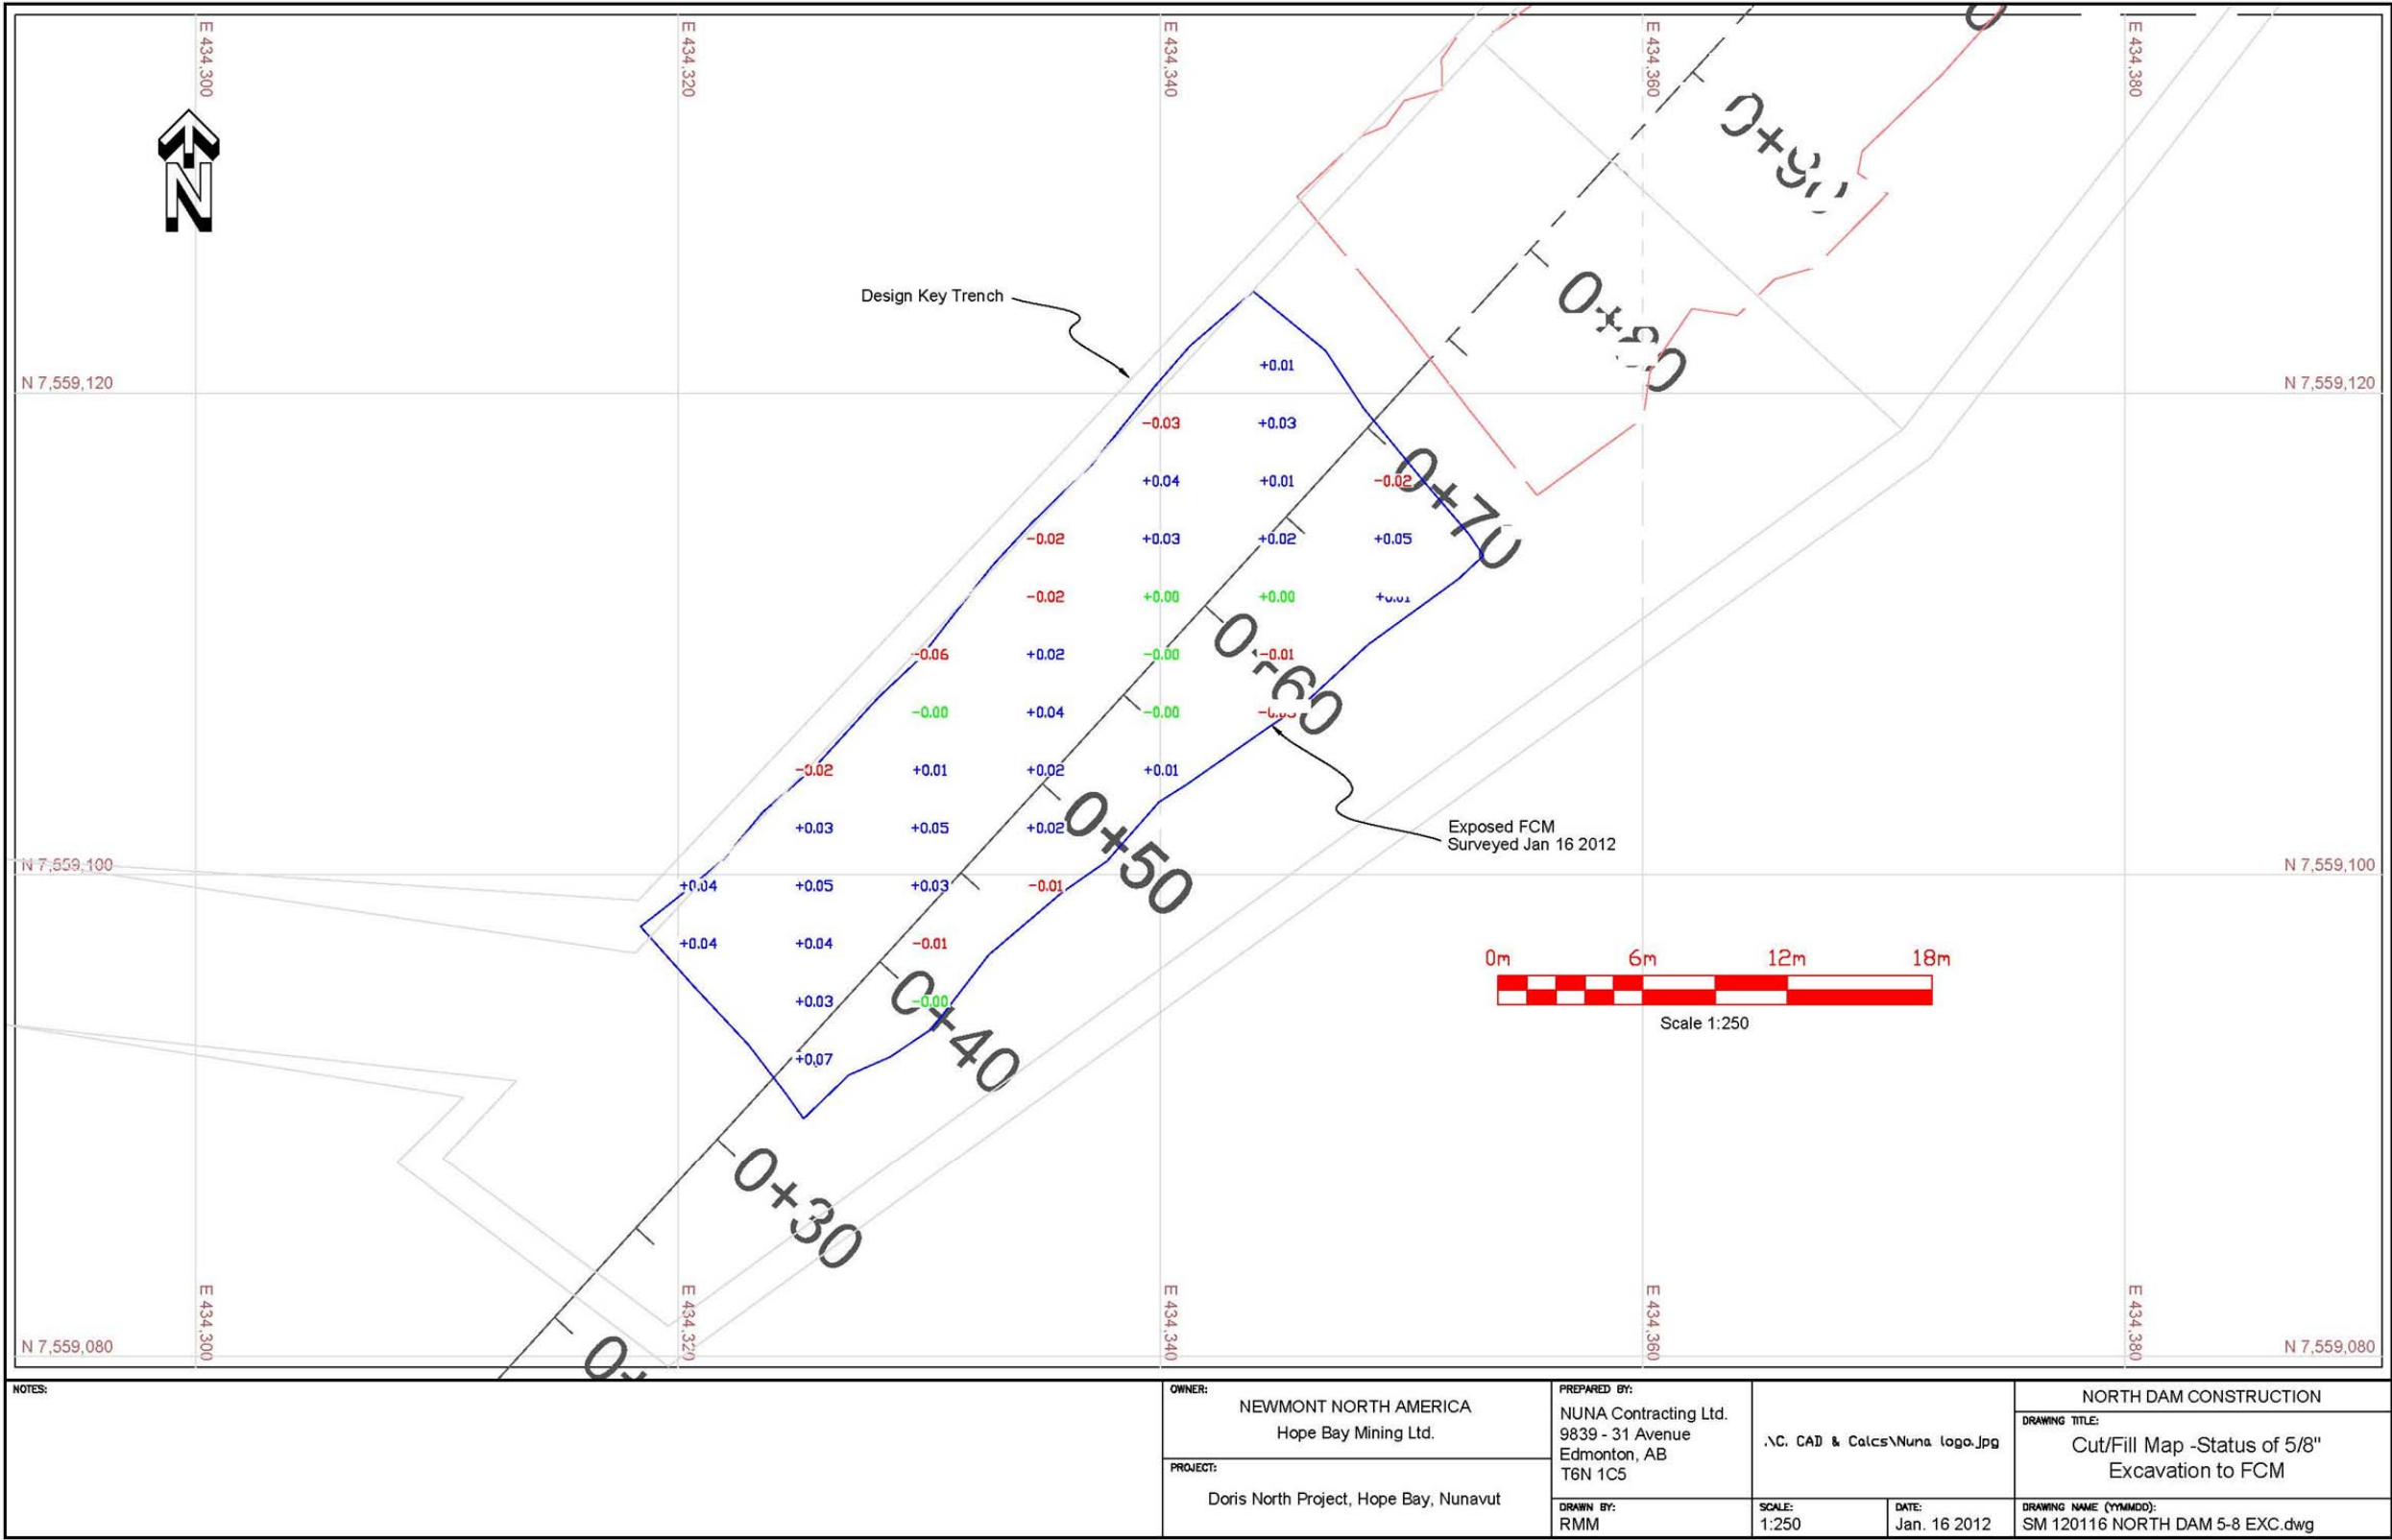 E 434,300
E 434,320
E 434,340
E 434,360
E 434,380
N
0+90
0+80
Design Key Trench
N 7,559,120
N 7,559,120
+0.01
-0.03 +0.03
+0.04 +0.01 -0.02
0+70
-0.02 +0.03 +0.02 +0.05
-0.02 +0.00 +0.00 +0.01
-0.06 +0.02 -0.00 -0.01
0+60
-0.00 +0.04 -0.00
-0.02 +0.01 +0.02 +0.01
+0.03 +0.05 +0.02
0+50
Exposed FCM
Surveyed Jan 16 2012
N 7,559,100
N 7,559,100
+0.04 +0.05 +0.03 -0.01
+0.04 +0.04 -0.01
0m 6m 12m 18m
Scale 1:250
+0.03 -0.00
0+40
+0.07
0+30
E 434,300
E 434,320
E 434,340
E 434,360
E 434,380
N 7,559,080
N 7,559,080
NOTES:
OWNER:
NEWMONT NORTH AMERICA
Hope Bay Mining Ltd.
PROJECT:
Doris North Project, Hope Bay, Nunavut
PREPARED BY:
NUNA Contracting Ltd.
9839 - 31 Avenue
Edmonton, AB
T6N 1C5
.\C. CAD & Calcs\Nuna logo.jpg
DRAWN BY:
RMM
SCALE:
1:250
DATE:
Jan. 16 2012
NORTH DAM CONSTRUCTION
DRAWING TITLE:
Cut/Fill Map -Status of 5/8"
Excavation to FCM
DRAWING NAME (YYMMDD):
SM 120116 NORTH DAM 5-8 EXC.dwg